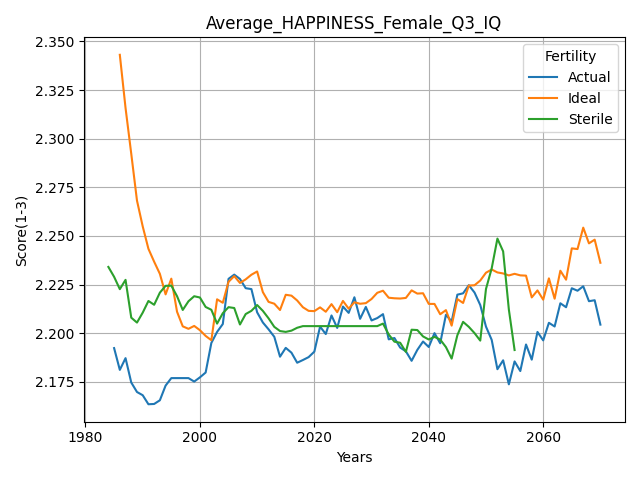 Average_HAPPINESS_Female_Q3_IQ
2.350
2.325
2.300
2.275
2.250
2.225
2.200
2.175
Score(1-3)
Fertility
Actual
Ideal
Sterile
1980
2000
2020
2040
2060
Years